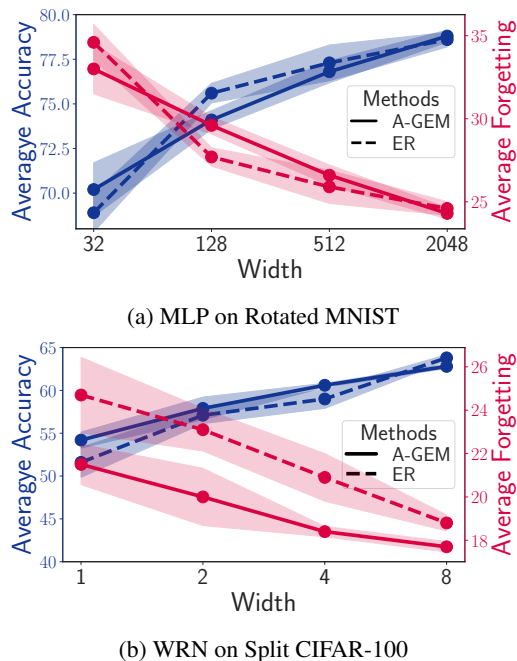 80.0
77.5
75.0
72.5
70.0
Averagye Accuracy
35
30
25
Average Forgetting
Methods
A-GEM
ER
32
128
512
2048
Width
(a) MLP on Rotated MNIST
65
60
55
50
45
40
Averagye Accuracy
26
24
22
20
18
Average Forgetting
Methods
A-GEM
ER
1
2
4
8
Width
(b) WRN on Split CIFAR-100